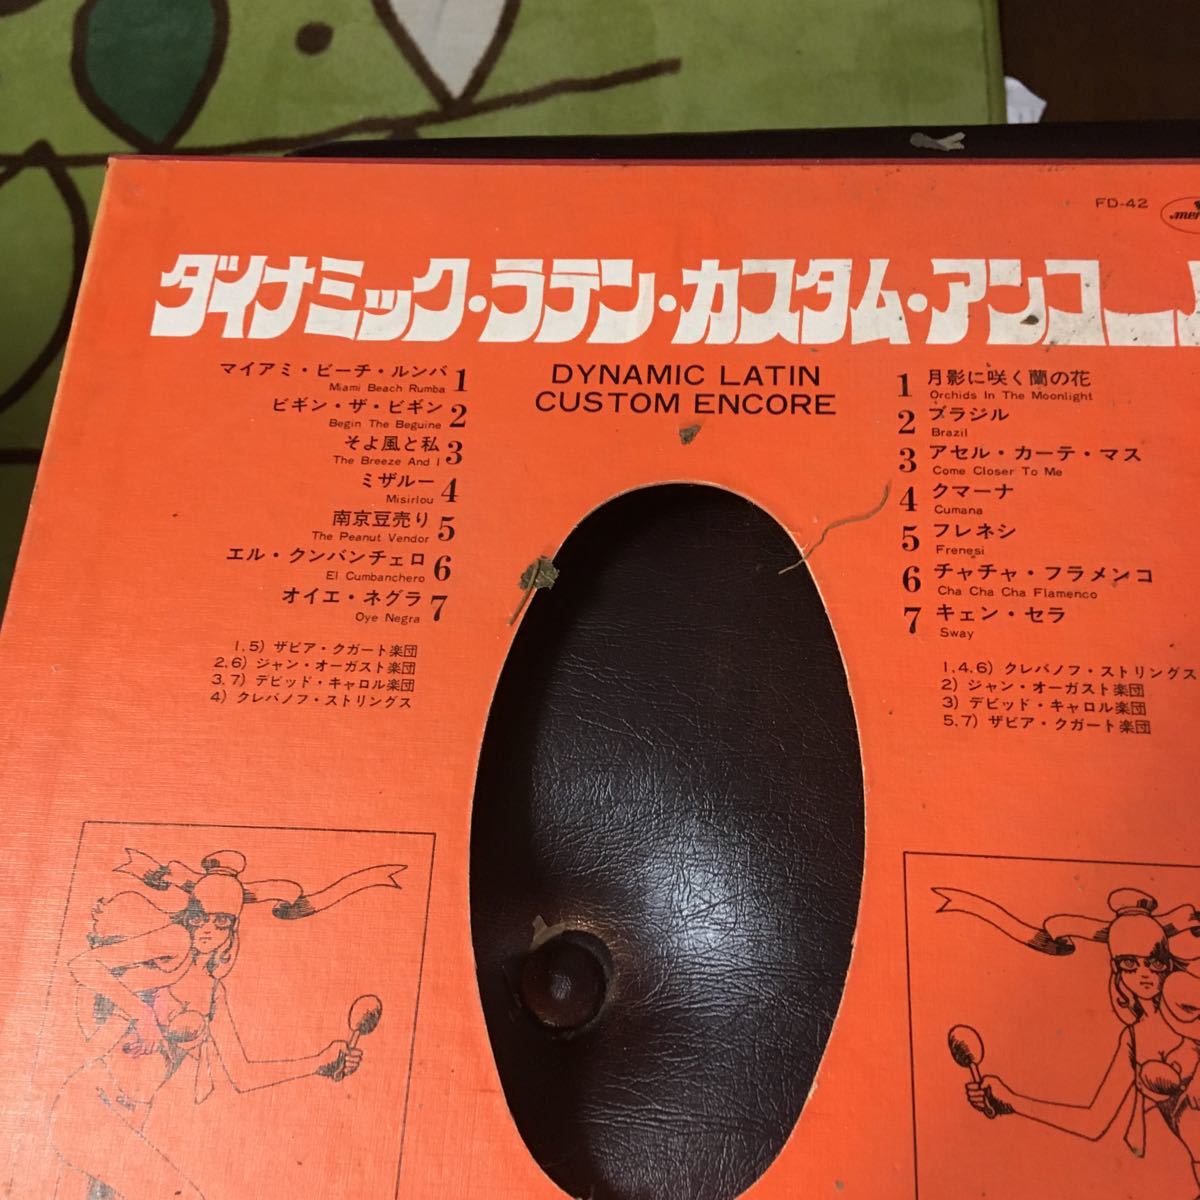 FD-42
ダイナミック・ラテン・カスタム・アンコー
DYNAMIC LATIN
CUSTOM ENCORE
マイアミ・ビーチ・ルンバ 1
Miami Beach Rumba
ビギン・ザ・ビギン 2
Begin The Beguine
そよ風と私 3
The Breeze And I
ミザルー 4
Misirlou
南京豆売り 5
The Peanut Vendor
エル・クンバンチェロ 6
El Cumbanchero
オイエ・ネグラ 7
Oye Negra
1.5) ザビア・クガート楽団
2,6) ジャン・オーガスト楽団
3,7) デビッド・キャロル楽団
4) クレバノフ・ストリングス
1 月影に咲く蘭の花
Orchids In The Moonlight
2 ブラジル
Brazil
3 アセル・カーテ・マス
Come Closer To Me
4 クマーナ
Cumana
5 フレネシ
Frenesi
6 チャチャ・フラメンコ
Cha Cha Cha Flamenco
7 キェン・セラ
Sway
1,4,6) クレバノフ・ストリングス
2) ジャン・オーガスト楽団
3) デビッド・キャロル楽団
5,7) ザビア・クガート楽団